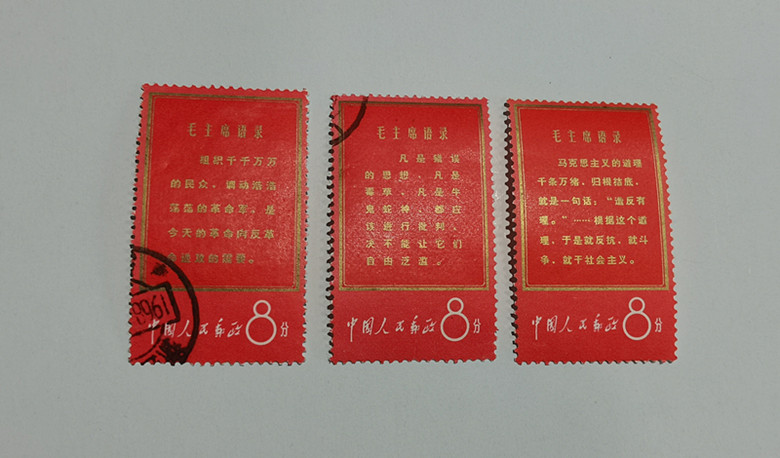 毛主席语录
组织千千万万
的民众，调动浩浩
荡荡的革命军，是
今天的革命向反革
命进攻的需要。
中国人民邮政 8分
毛主席语录
凡是错误
的思想，凡是
毒草，凡是牛
鬼蛇神，都应
该进行批判，
决不能让它们
自由泛滥。
中国人民邮政 8分
毛主席语录
马克思主义的道理
千条万绪，归根结底，
就是一句话：“造反有
理。”……根据这个道
理，于是就反抗，就斗
争，就干社会主义。
中国人民邮政 8分